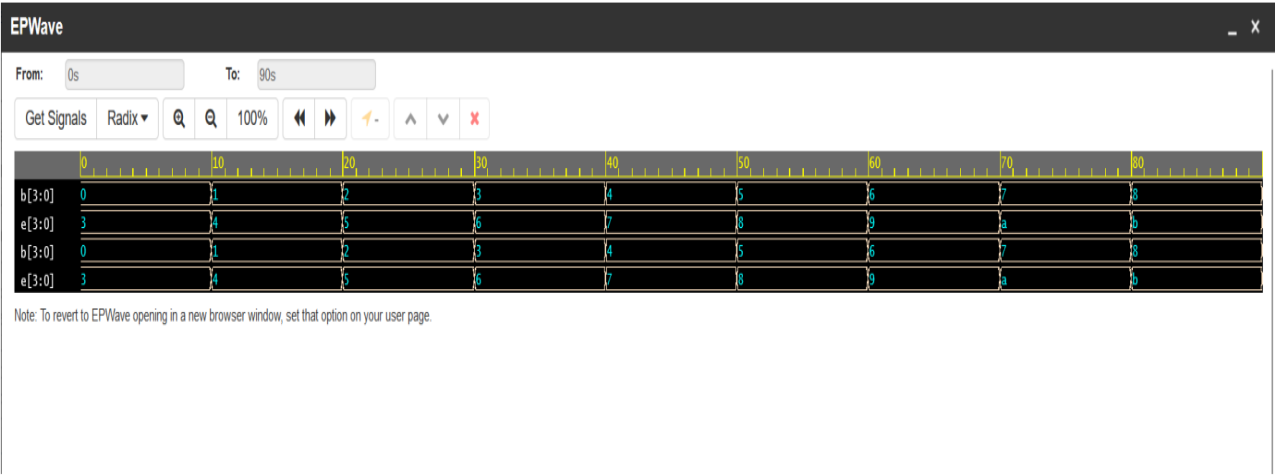 EPWave
From: 0s To: 90s
Get Signals Radix 100%
0 10 20 30 40 50 60 70 80
b[3:0] 0 1 2 3 4 5 6 7 8
e[3:0] 3 4 5 6 7 8 9 a b
b[3:0] 0 1 2 3 4 5 6 7 8
e[3:0] 3 4 5 6 7 8 9 a b
Note: To revert to EPWave opening in a new browser window, set that option on your user page.